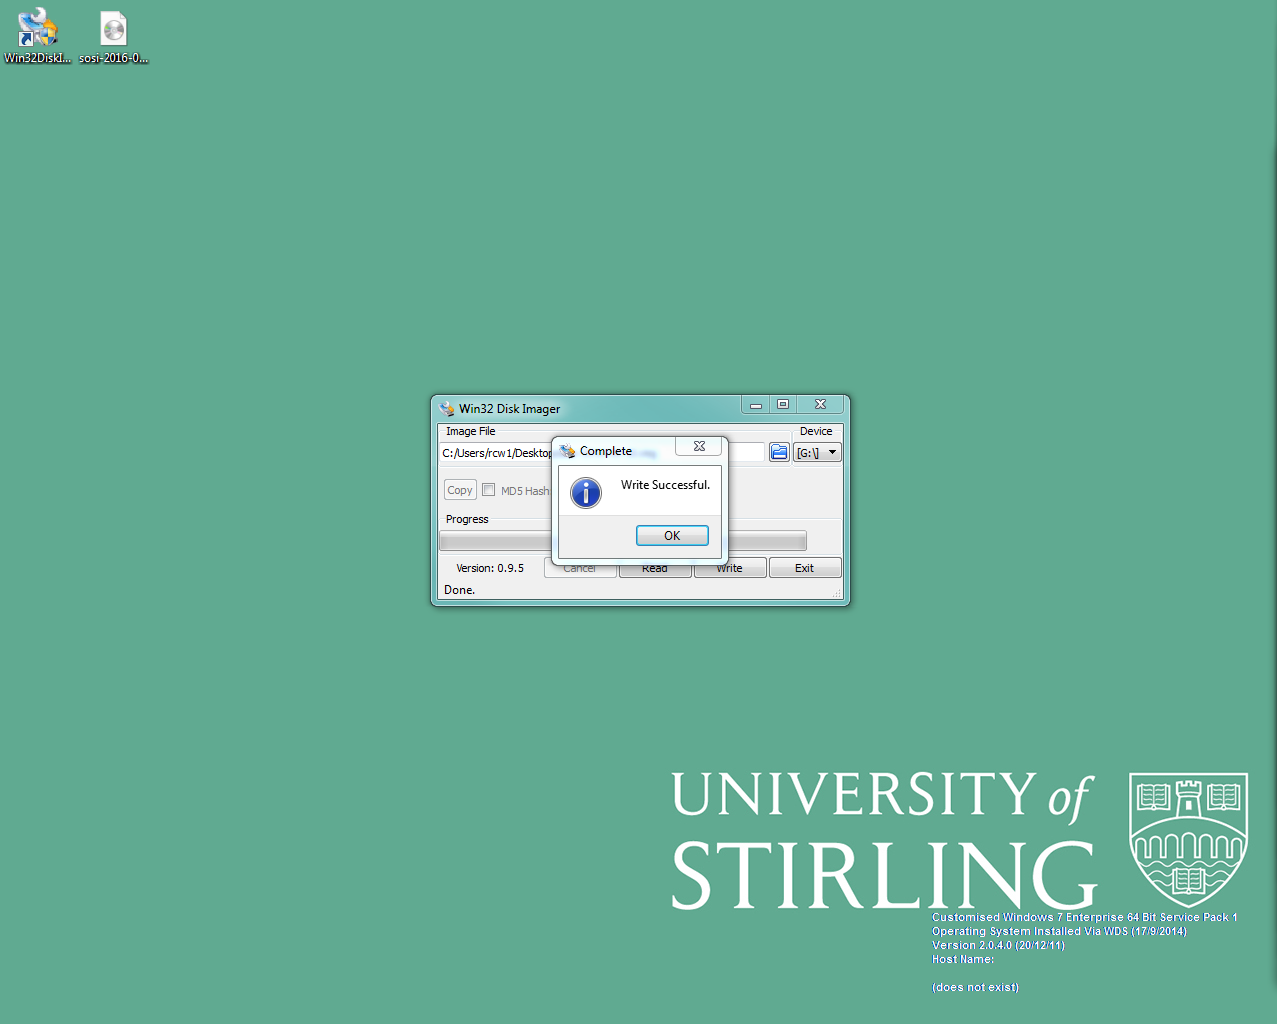 Win32DiskI...
sosi-2016-0...
Win32 Disk Imager
Image File
Device
C:/Users/rcw1/Desktop
[G:\]
Complete
Write Successful.
OK
Copy
MD5 Hash
Progress
Version: 0.9.5
Cancel
Read
Write
Exit
Done.
UNIVERSITY of
STIRLING
Customised Windows 7 Enterprise 64 Bit Service Pack 1
Operating System Installed Via WDS (17/9/2014)
Version 2.0.4.0 (20/12/11)
Host Name:
(does not exist)